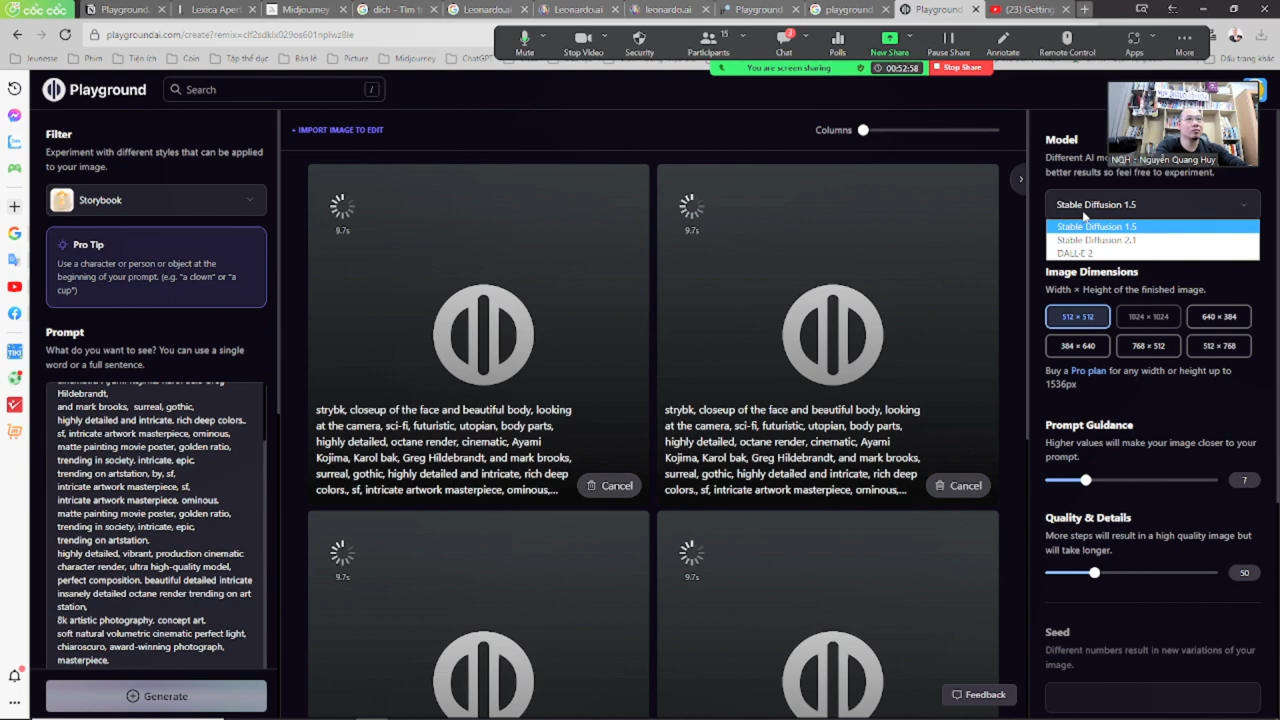 cốc cốc
Playground.
Lexica Apert
Midjourney
dich - Tìm t
Leonardo.ai
Leonardo.ai
leonardo.ai
Playground
playground
Playground
(23) Getting
playgroundai.com/create?remix=clf2sdklx029os601nplwz8le
Mute
Stop Video
Security
15
Participants
3
Chat
Polls
New Share
Pause Share
Annotate
Remote Control
Apps
More
You are screen sharing
00:52:58
Stop Share
Jeunesse
Phim
Tiện ích
Coin
Tập thể dục
Bán lẻ
Picture
Midjourney
ChatGPT
Dấu trang khác
Playground
Search
/
NQH - Nguyễn Quang Huy
Filter
Experiment with different styles that can be applied
to your image.
Storybook
Pro Tip
Use a character or person or object at the
beginning of your prompt. (e.g. "a clown" or "a
cup")
Prompt
What do you want to see? You can use a single
word or a full sentence.
Hildebrandt,
and mark brooks, surreal, gothic,
highly detailed and intricate, rich deep colors..
sf, intricate artwork masterpiece, ominous,
matte painting movie poster, golden ratio,
trending in society, intricate, epic,
trending on artstation, by, sf,
intricate artwork masterpiece, sf,
intricate artwork masterpiece, ominous,
matte painting movie poster, golden ratio,
trending in society, intricate, epic,
trending on artstation,
highly detailed, vibrant, production cinematic
character render, ultra high-quality model,
perfect composition, beautiful detailed intricate
insanely detailed octane render trending on art
station,
8k artistic photography, concept art,
soft natural volumetric cinematic perfect light,
chiaroscuro, award-winning photograph,
masterpiece,
Generate
+ IMPORT IMAGE TO EDIT
Columns
9.7s
strybk, closeup of the face and beautiful body, looking
at the camera, sci-fi, futuristic, utopian, body parts,
highly detailed, octane render, cinematic, Ayami
Kojima, Karol bak, Greg Hildebrandt, and mark brooks,
surreal, gothic, highly detailed and intricate, rich deep
colors., sf, intricate artwork masterpiece, ominous,...
Cancel
9.7s
strybk, closeup of the face and beautiful body, looking
at the camera, sci-fi, futuristic, utopian, body parts,
highly detailed, octane render, cinematic, Ayami
Kojima, Karol bak, Greg Hildebrandt, and mark brooks,
surreal, gothic, highly detailed and intricate, rich deep
colors., sf, intricate artwork masterpiece, ominous,...
Cancel
9.7s
9.7s
Feedback
Model
Different AI
better results so feel free to experiment.
Stable Diffusion 1.5
Stable Diffusion 1.5
Stable Diffusion 2.1
DALL·E 2
Image Dimensions
Width × Height of the finished image.
512 × 512
1024 × 1024
640 × 384
384 × 640
768 × 512
512 × 768
Buy a Pro plan for any width or height up to
1536px
Prompt Guidance
Higher values will make your image closer to your
prompt.
7
Quality & Details
More steps will result in a high quality image but
will take longer.
50
Seed
Different numbers result in new variations of your
image.